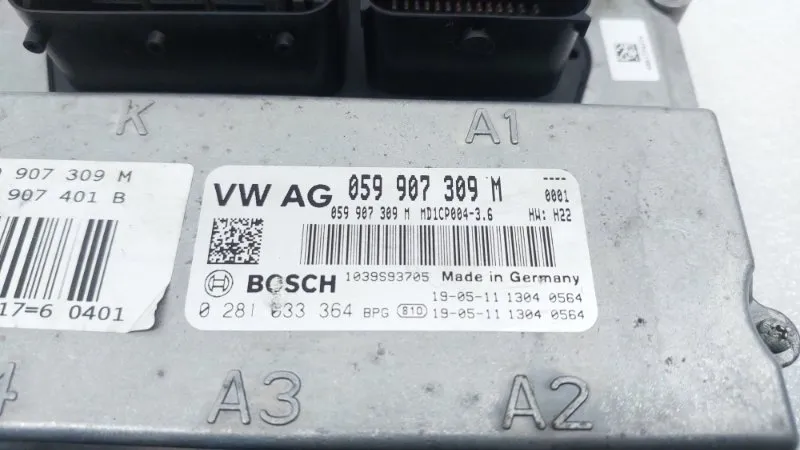 K
A1
907 309 M
907 401 B
17=6 0401
VW AG 059 907 309 M
----
0001
059 907 309 M MD1CP004-3.6 HW: H22
BOSCH 1039S93705 Made in Germany
0 281 033 364 BPG 810
19-05-11 1304 0564
19-05-11 1304 0564
4
A3
A2